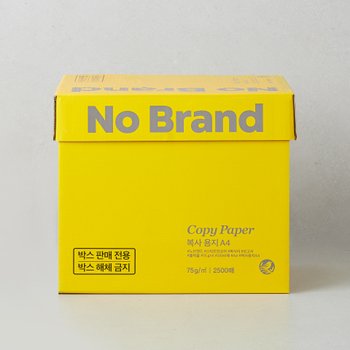 No Brand
No Brand
Copy Paper
복사 용지 A4
박스 판매 전용
박스 해체 금지
75g/㎡ | 2500매